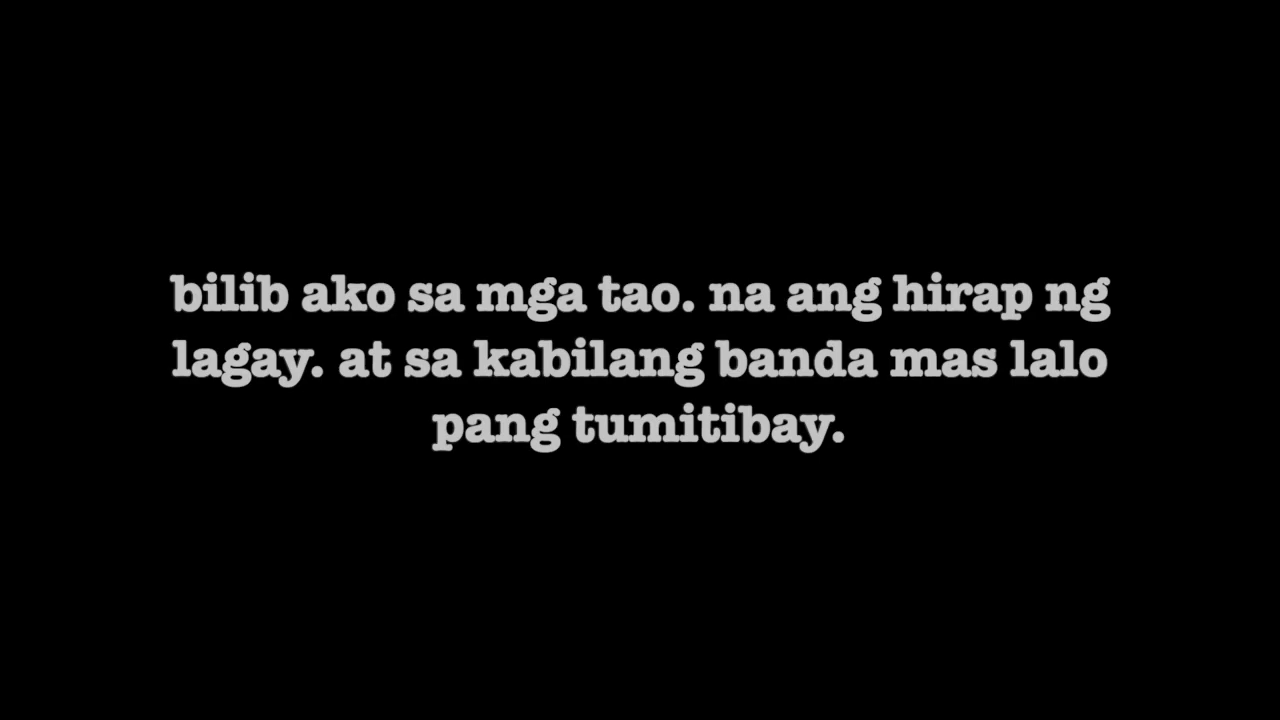 bilib ako sa mga tao. na ang hirap ng
lagay. at sa kabilang banda mas lalo
pang tumitibay.